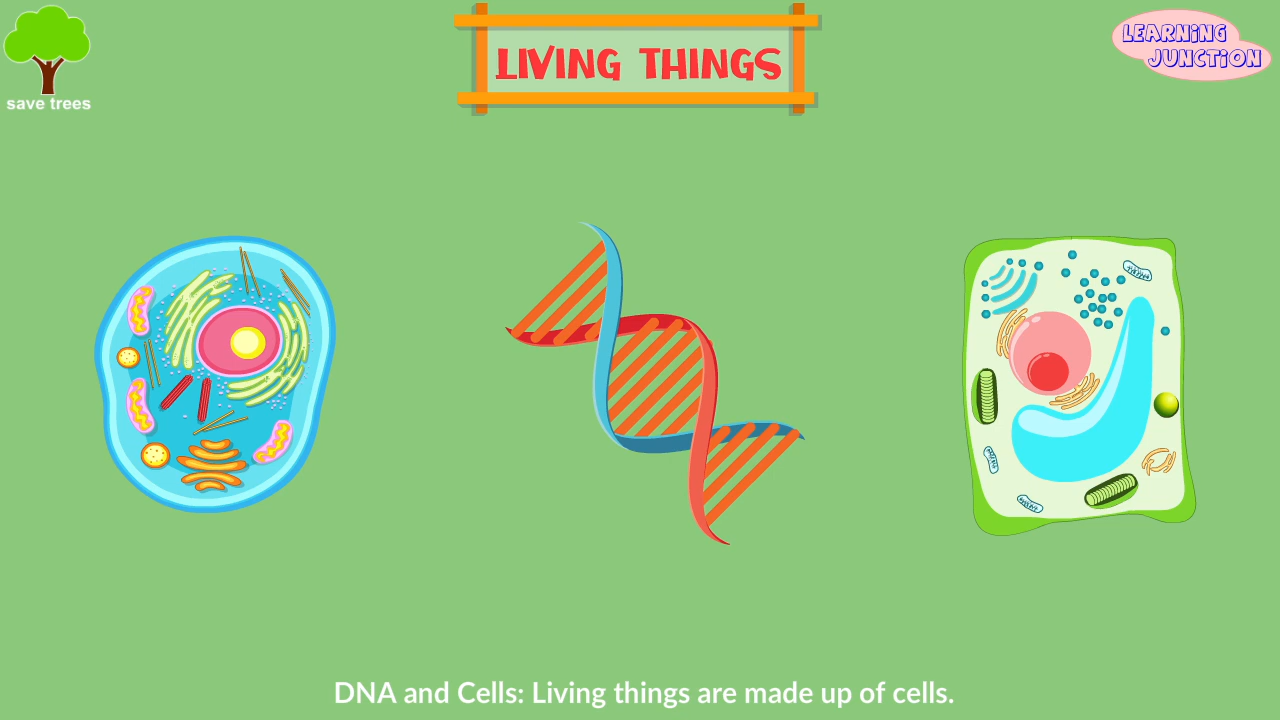 LIVING THINGS
LEARNING
JUNCTION
save trees
DNA and Cells: Living things are made up of cells.